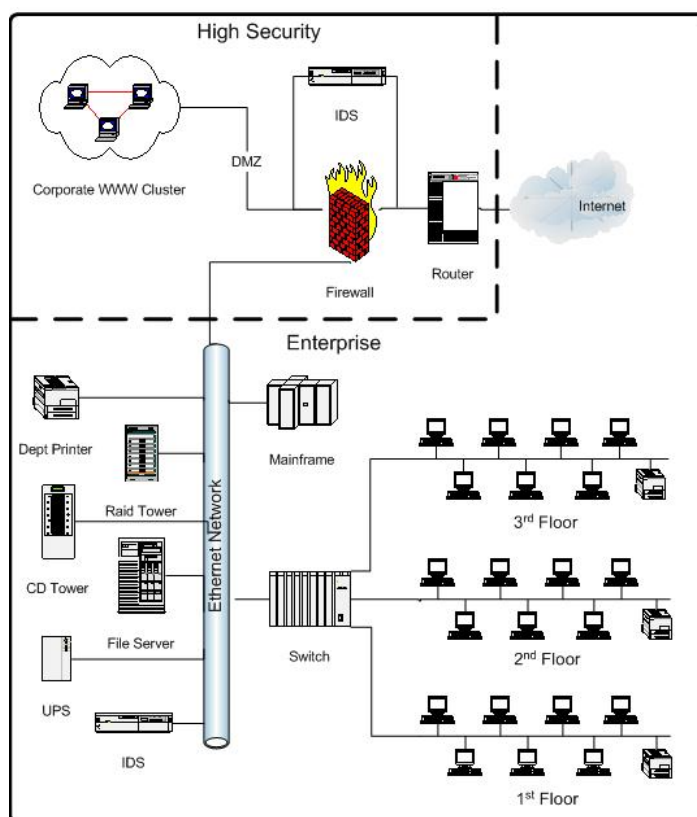 High Security
IDS
DMZ
Corporate WWW Cluster
Internet
Router
Firewall
Enterprise
Dept Printer
Mainframe
Raid Tower
3rd Floor
Ethernet Network
CD Tower
File Server
Switch
2nd Floor
UPS
IDS
1st Floor